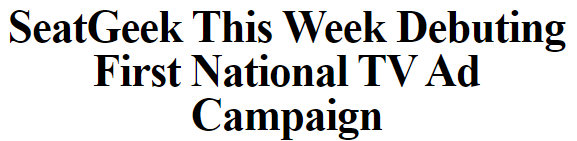 SeatGeek This Week Debuting
First National TV Ad
Campaign